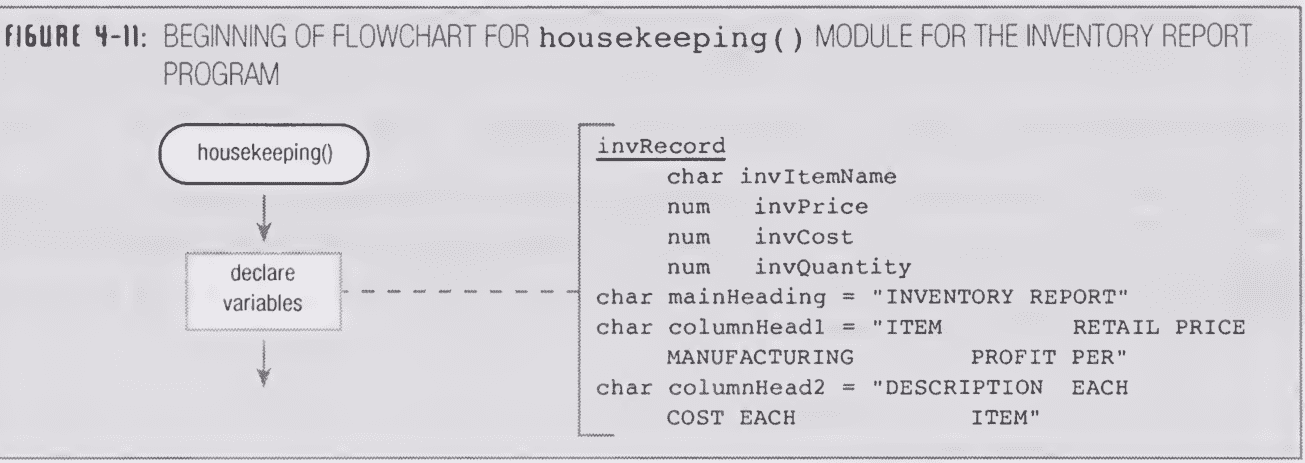 FIGURE 4-11: BEGINNING OF FLOWCHART FOR housekeeping() MODULE FOR THE INVENTORY REPORT
PROGRAM
housekeeping()
declare
variables
invRecord
char invItemName
num invPrice
num invCost
num invQuantity
char mainHeading = "INVENTORY REPORT"
char columnHead1 = "ITEM RETAIL PRICE
MANUFACTURING PROFIT PER"
char columnHead2 = "DESCRIPTION EACH
COST EACH ITEM"